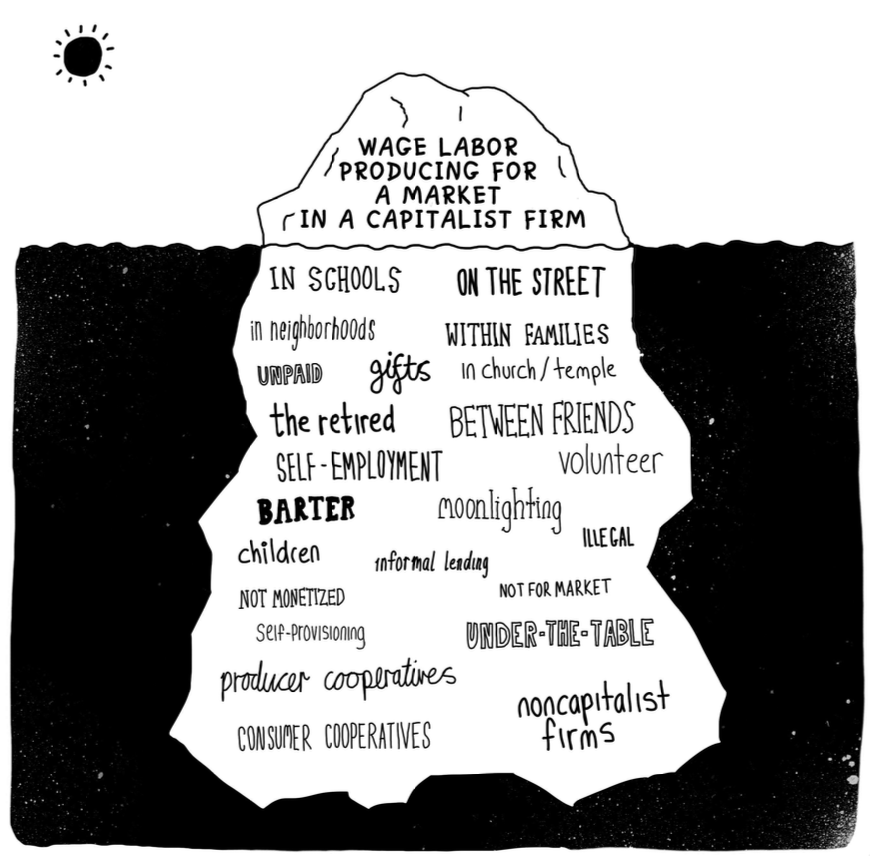 WAGE LABOR
PRODUCING FOR
A MARKET
IN A CAPITALIST FIRM
IN SCHOOLS
ON THE STREET
in neighborhoods
WITHIN FAMILIES
UNPAID
gifts
in church/temple
the retired
BETWEEN FRIENDS
SELF-EMPLOYMENT
volunteer
BARTER
moonlighting
ILLEGAL
children
informal lending
NOT MONETIZED
NOT FOR MARKET
Self-Provisioning
UNDER-THE-TABLE
producer cooperatives
noncapitalist
firms
CONSUMER COOPERATIVES